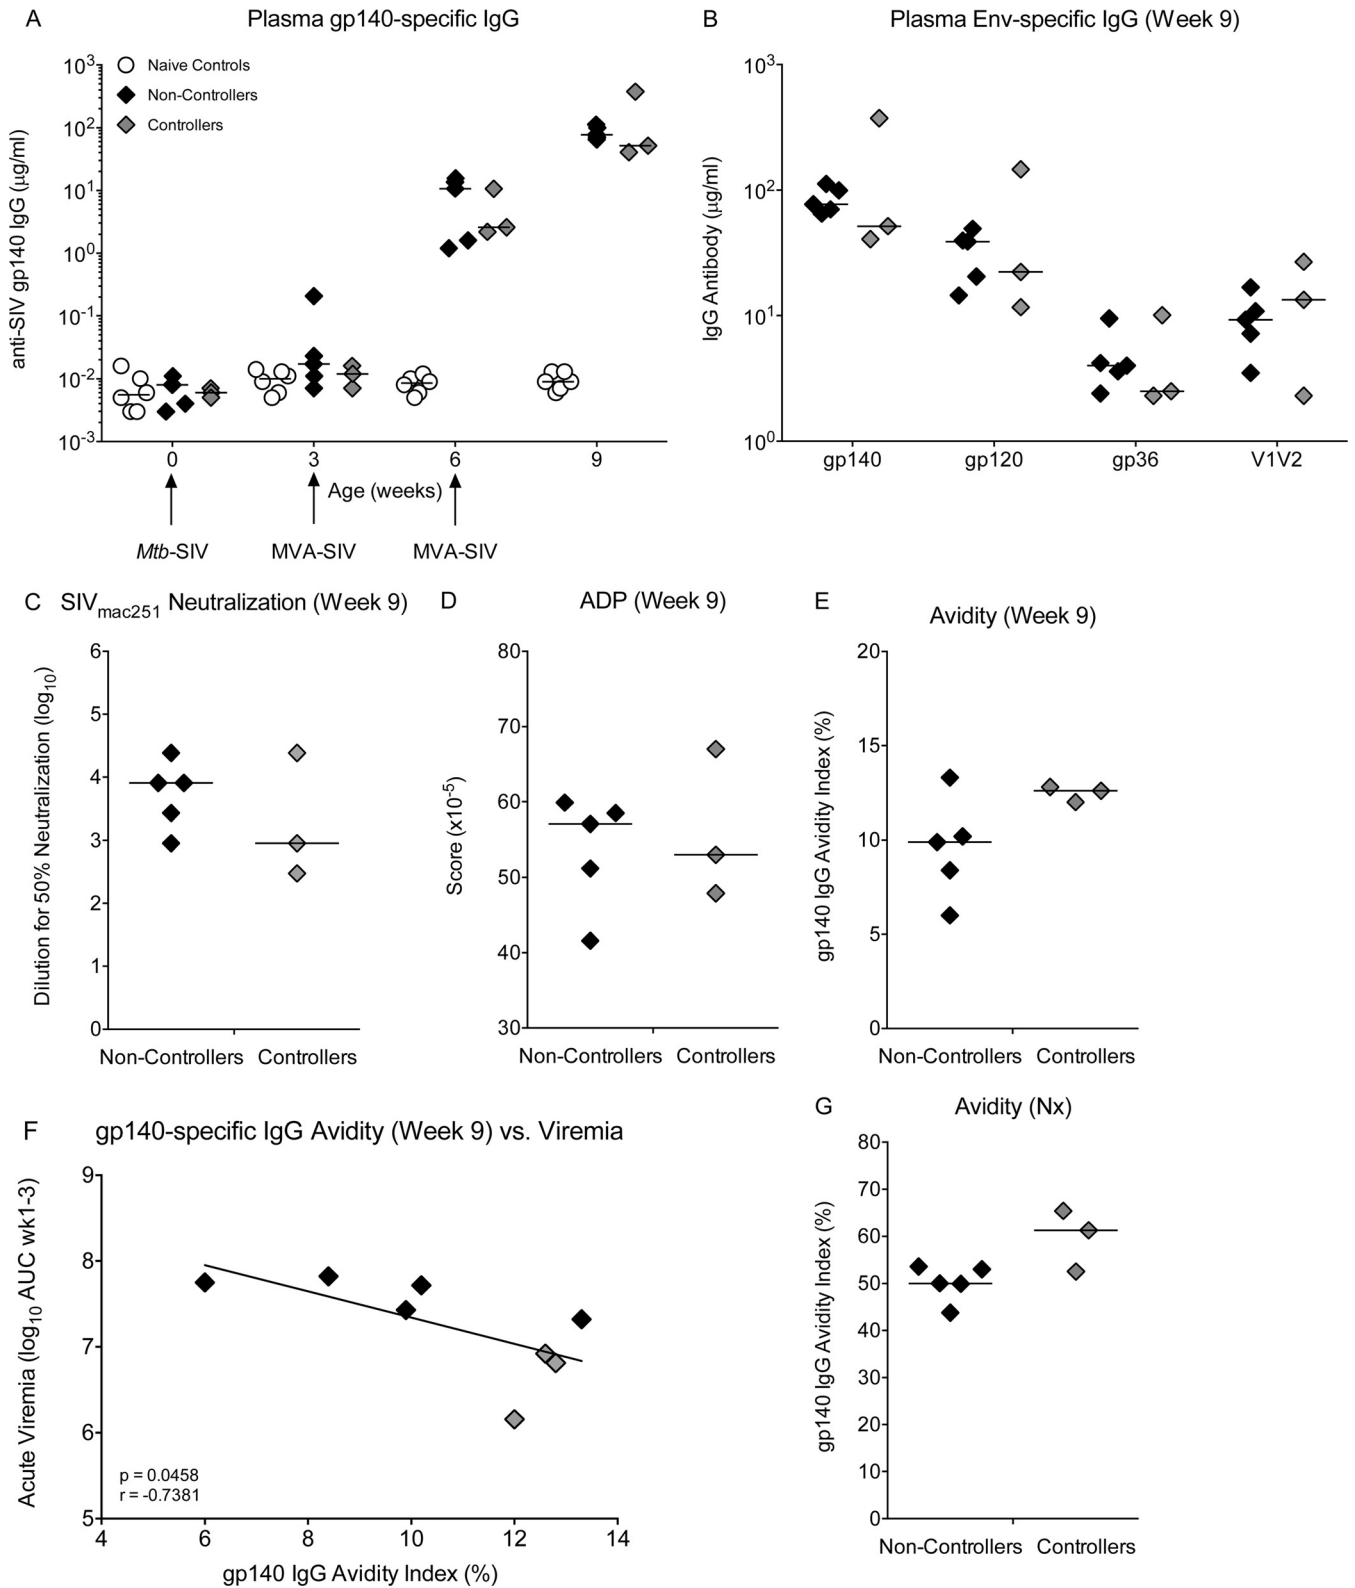 A Plasma gp140-specific IgG
Naive Controls
Non-Controllers
Controllers
anti-SIV gp140 IgG (µg/ml)
10³
10²
10¹
10⁰
10⁻¹
10⁻²
10⁻³
0 3 6 9
Age (weeks)
Mtb-SIV MVA-SIV MVA-SIV
B Plasma Env-specific IgG (Week 9)
IgG Antibody (µg/ml)
10³
10²
10¹
10⁰
gp140 gp120 gp36 V1V2
C SIVmac251 Neutralization (Week 9)
Dilution for 50% Neutralization (log₁₀)
6
5
4
3
2
1
0
Non-Controllers Controllers
D ADP (Week 9)
Score (x10⁻⁵)
80
70
60
50
40
30
Non-Controllers Controllers
E Avidity (Week 9)
gp140 IgG Avidity Index (%)
20
15
10
5
0
Non-Controllers Controllers
F gp140-specific IgG Avidity (Week 9) vs. Viremia
Acute Viremia (log₁₀ AUC wk1-3)
9
8
7
6
5
p = 0.0458
r = -0.7381
4 6 8 10 12 14
gp140 IgG Avidity Index (%)
G Avidity (Nx)
gp140 IgG Avidity Index (%)
80
70
60
50
40
30
20
10
0
Non-Controllers Controllers